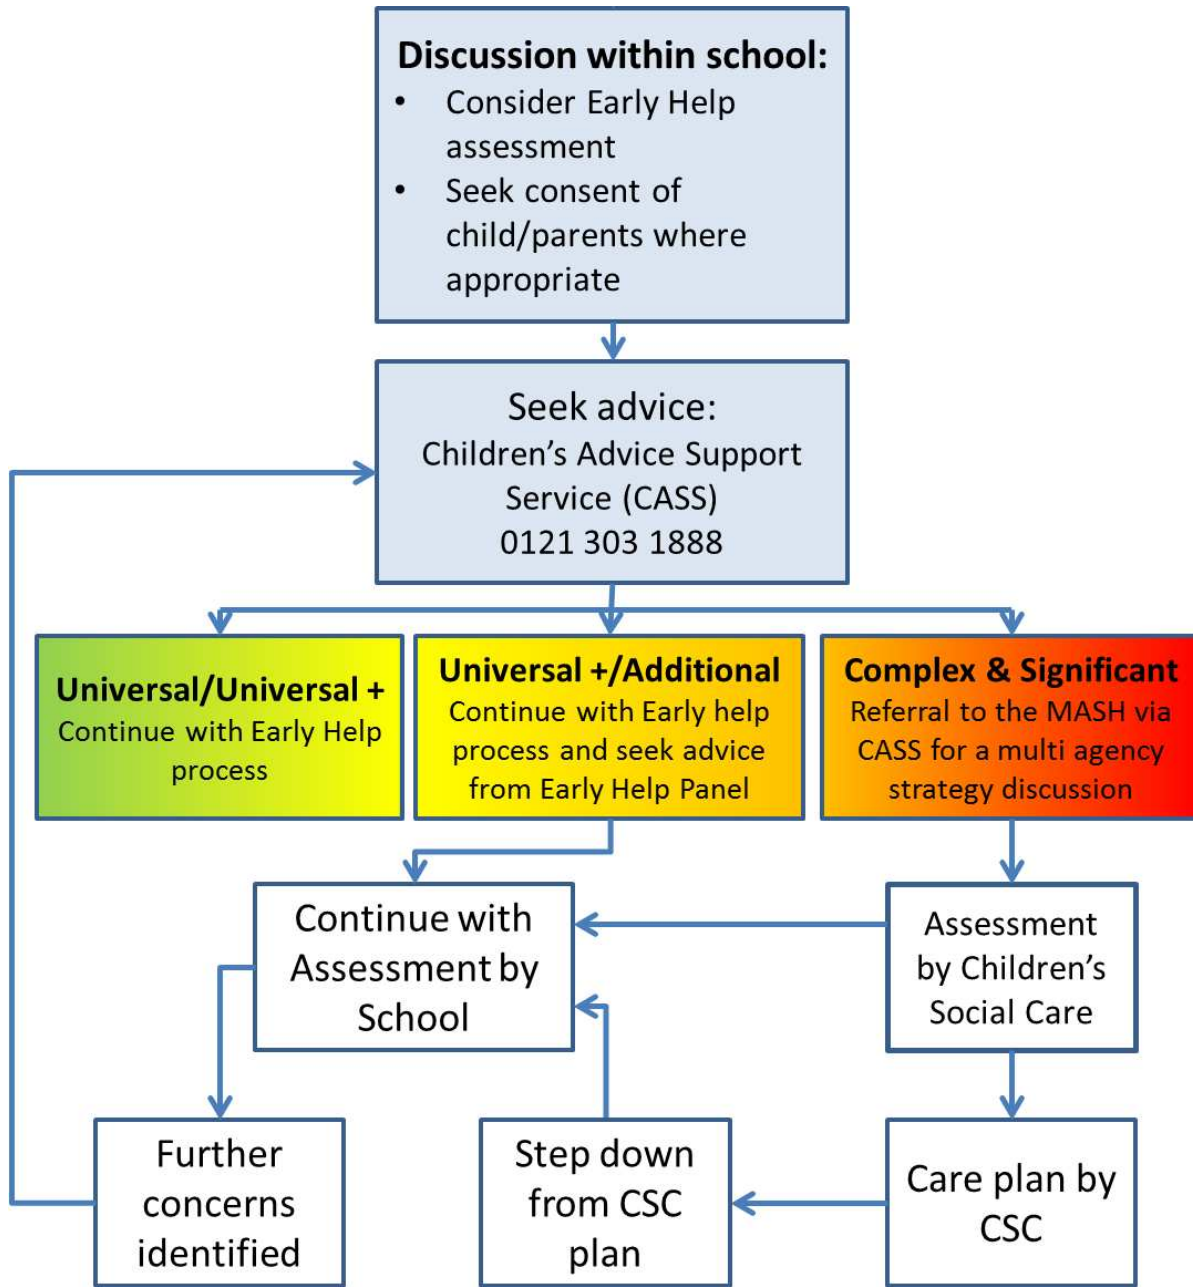 Discussion within school:
• Consider Early Help
assessment
• Seek consent of
child/parents where
appropriate
Seek advice:
Children’s Advice Support
Service (CASS)
0121 303 1888
Universal/Universal +
Continue with Early Help
process
Universal +/Additional
Continue with Early help
process and seek advice
from Early Help Panel
Complex & Significant
Referral to the MASH via
CASS for a multi agency
strategy discussion
Continue with
Assessment by
School
Assessment
by Children’s
Social Care
Further
concerns
identified
Step down
from CSC
plan
Care plan by
CSC